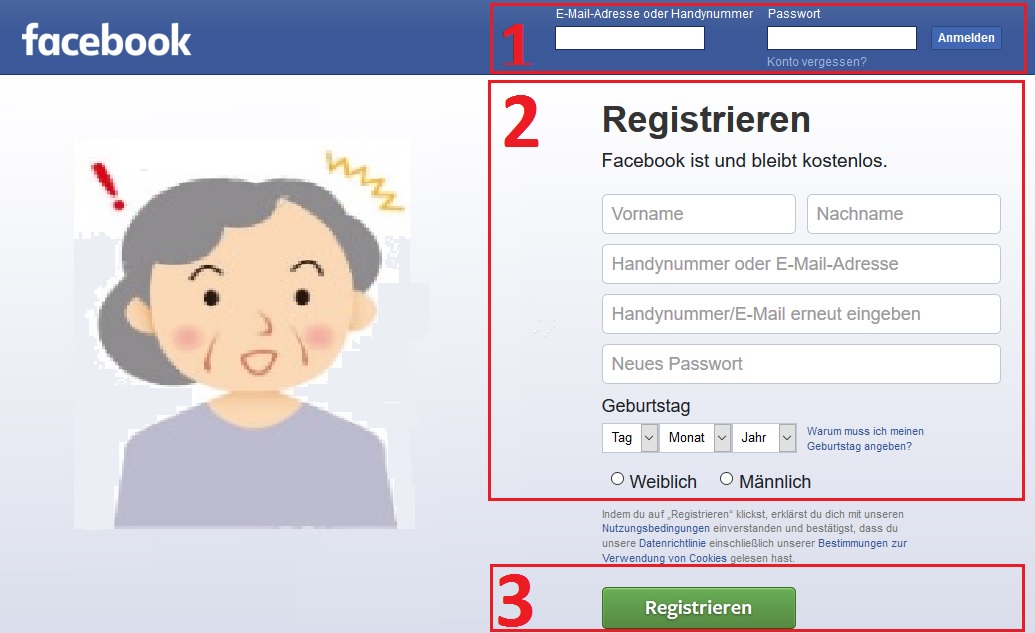 facebook
1
E-Mail-Adresse oder Handynummer
Passwort
Anmelden
Konto vergessen?
2
Registrieren
Facebook ist und bleibt kostenlos.
Vorname
Nachname
Handynummer oder E-Mail-Adresse
Handynummer/E-Mail erneut eingeben
Neues Passwort
Geburtstag
Tag
Monat
Jahr
Warum muss ich meinen
Geburtstag angeben?
Weiblich
Männlich
Indem du auf „Registrieren“ klickst, erklärst du dich mit unseren
Nutzungsbedingungen einverstanden und bestätigst, dass du
unsere Datenrichtlinie einschließlich unserer Bestimmungen zur
Verwendung von Cookies gelesen hast.
3
Registrieren